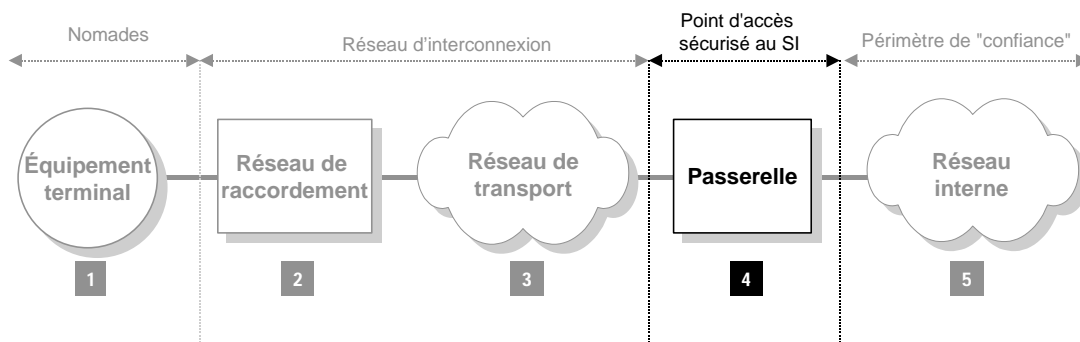 Nomades
Réseau d'interconnexion
Point d'accès
sécurisé au SI
Périmètre de "confiance"
Équipement
terminal
Réseau de
raccordement
Réseau de
transport
Passerelle
Réseau
interne
1
2
3
4
5